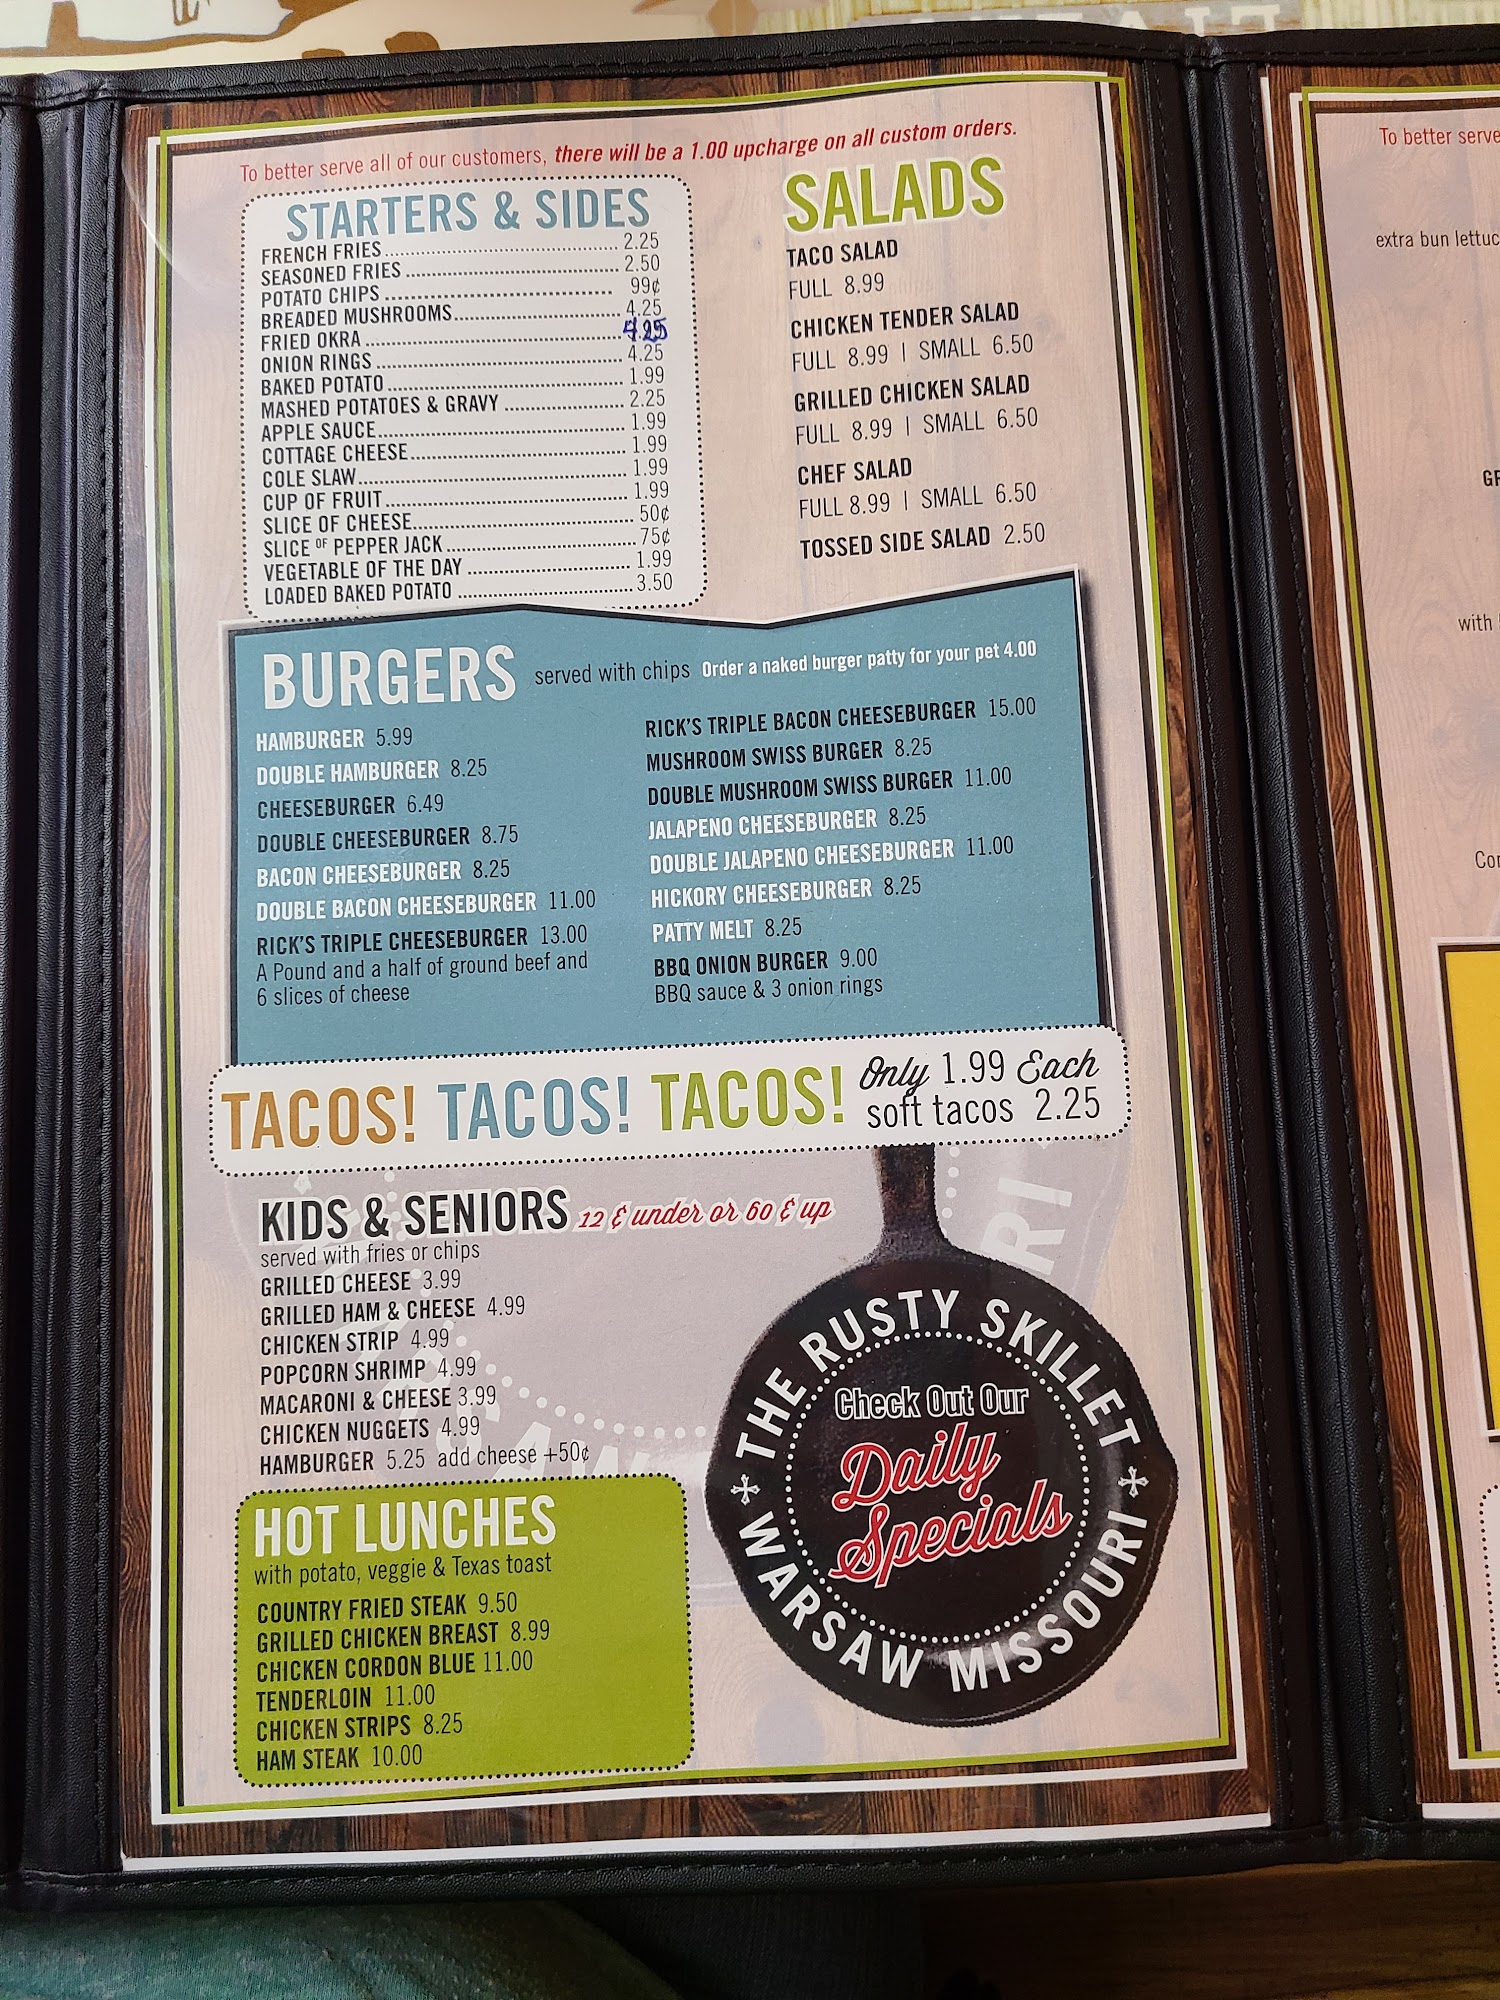 To better serve all of our customers, there will be a 1.00 upcharge on all custom orders.
STARTERS & SIDES
FRENCH FRIES 2.25
SEASONED FRIES 2.50
POTATO CHIPS 99¢
BREADED MUSHROOMS 4.25
FRIED OKRA 4.25
ONION RINGS 4.25
BAKED POTATO 1.99
MASHED POTATOES & GRAVY 2.25
APPLE SAUCE 1.99
COTTAGE CHEESE 1.99
COLE SLAW 1.99
CUP OF FRUIT 1.99
SLICE OF CHEESE 50¢
SLICE OF PEPPER JACK 75¢
VEGETABLE OF THE DAY 1.99
LOADED BAKED POTATO 3.50
SALADS
TACO SALAD
FULL 8.99
CHICKEN TENDER SALAD
FULL 8.99 | SMALL 6.50
GRILLED CHICKEN SALAD
FULL 8.99 | SMALL 6.50
CHEF SALAD
FULL 8.99 | SMALL 6.50
TOSSED SIDE SALAD 2.50
BURGERS served with chips Order a naked burger patty for your pet 4.00
HAMBURGER 5.99
DOUBLE HAMBURGER 8.25
CHEESEBURGER 6.49
DOUBLE CHEESEBURGER 8.75
BACON CHEESEBURGER 8.25
DOUBLE BACON CHEESEBURGER 11.00
RICK'S TRIPLE CHEESEBURGER 13.00
A Pound and a half of ground beef and
6 slices of cheese
RICK'S TRIPLE BACON CHEESEBURGER 15.00
MUSHROOM SWISS BURGER 8.25
DOUBLE MUSHROOM SWISS BURGER 11.00
JALAPENO CHEESEBURGER 8.25
DOUBLE JALAPENO CHEESEBURGER 11.00
HICKORY CHEESEBURGER 8.25
PATTY MELT 8.25
BBQ ONION BURGER 9.00
BBQ sauce & 3 onion rings
TACOS! TACOS! TACOS! Only 1.99 Each
soft tacos 2.25
KIDS & SENIORS 12 & under or 60 & up
served with fries or chips
GRILLED CHEESE 3.99
GRILLED HAM & CHEESE 4.99
CHICKEN STRIP 4.99
POPCORN SHRIMP 4.99
MACARONI & CHEESE 3.99
CHICKEN NUGGETS 4.99
HAMBURGER 5.25 add cheese +50¢
HOT LUNCHES
with potato, veggie & Texas toast
COUNTRY FRIED STEAK 9.50
GRILLED CHICKEN BREAST 8.99
CHICKEN CORDON BLUE 11.00
TENDERLOIN 11.00
CHICKEN STRIPS 8.25
HAM STEAK 10.00
THE RUSTY SKILLET
Check Out Our
Daily
Specials
WARSAW MISSOURI
To better serve
extra bun lettuc
with